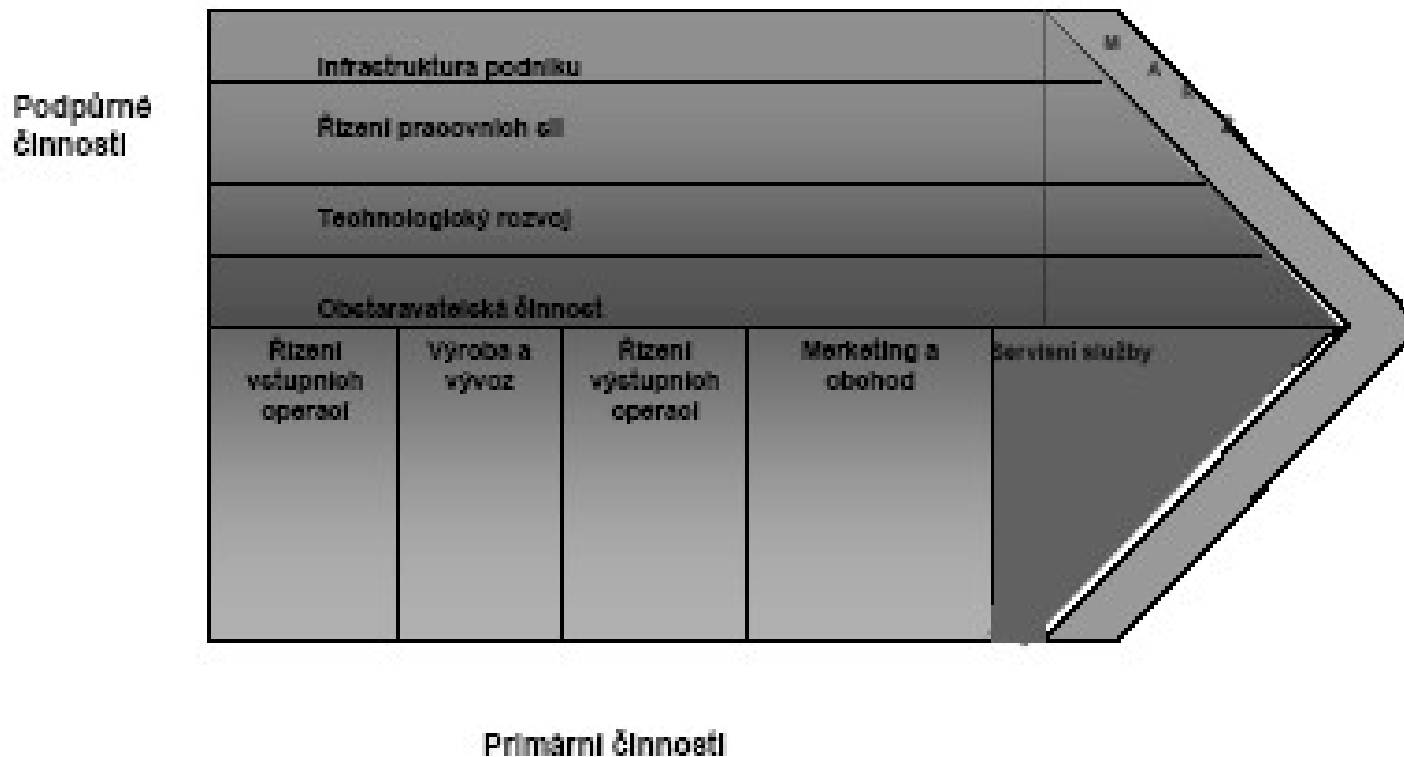 Infrastruktura podniku
Podpůrné
činnosti
Řízení pracovních sil
Technologický rozvoj
Obstaravatelská činnost
Řízení
vstupních
operací
Výroba a
vývoz
Řízení
výstupních
operací
Merketing a
obchod
Servisní služby
M
A
Primární činnosti